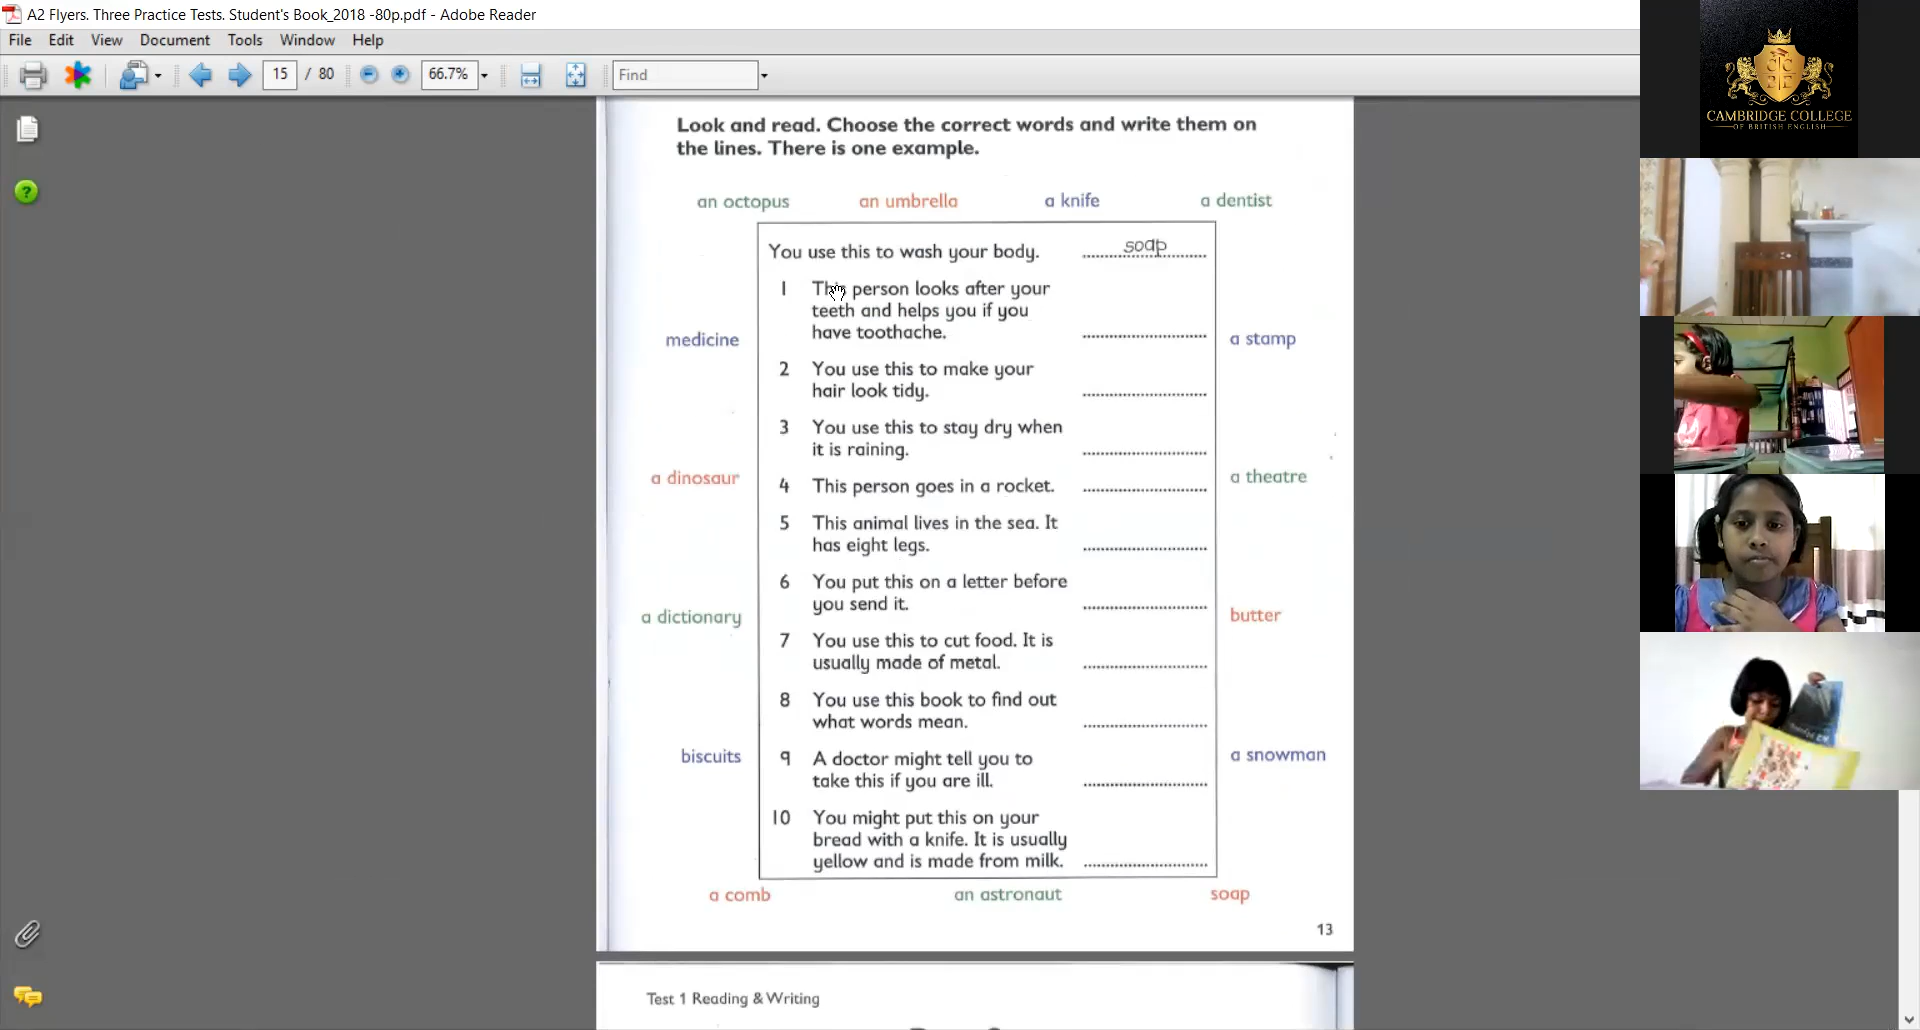 A2 Flyers. Three Practice Tests. Student's Book_2018 -80p.pdf - Adobe Reader
File Edit View Document Tools Window Help
15 / 80 66.7% Find
CAMBRIDGE COLLEGE
OF BRITISH ENGLISH
Look and read. Choose the correct words and write them on
the lines. There is one example.
an octopus an umbrella a knife a dentist
You use this to wash your body. soap
1 This person looks after your
teeth and helps you if you
have toothache.
medicine
a stamp
2 You use this to make your
hair look tidy.
3 You use this to stay dry when
it is raining.
a dinosaur
a theatre
4 This person goes in a rocket.
5 This animal lives in the sea. It
has eight legs.
6 You put this on a letter before
you send it.
a dictionary
butter
7 You use this to cut food. It is
usually made of metal.
8 You use this book to find out
what words mean.
biscuits
a snowman
9 A doctor might tell you to
take this if you are ill.
10 You might put this on your
bread with a knife. It is usually
yellow and is made from milk.
a comb an astronaut soap
13
Test 1 Reading & Writing